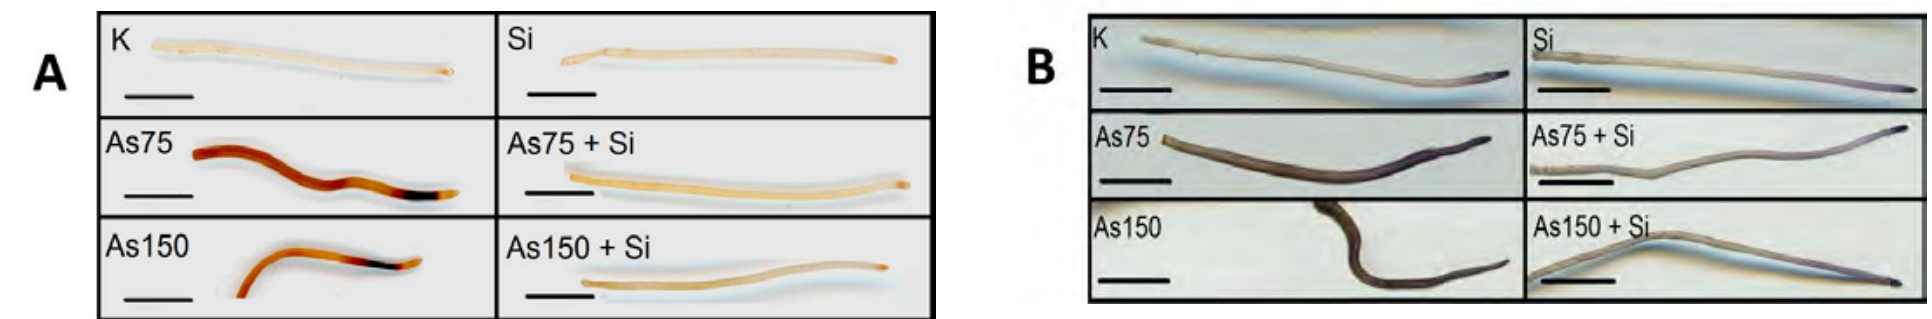 A
K
Si
As75
As75 + Si
As150
As150 + Si
B
K
Si
As75
As75 + Si
As150
As150 + Si